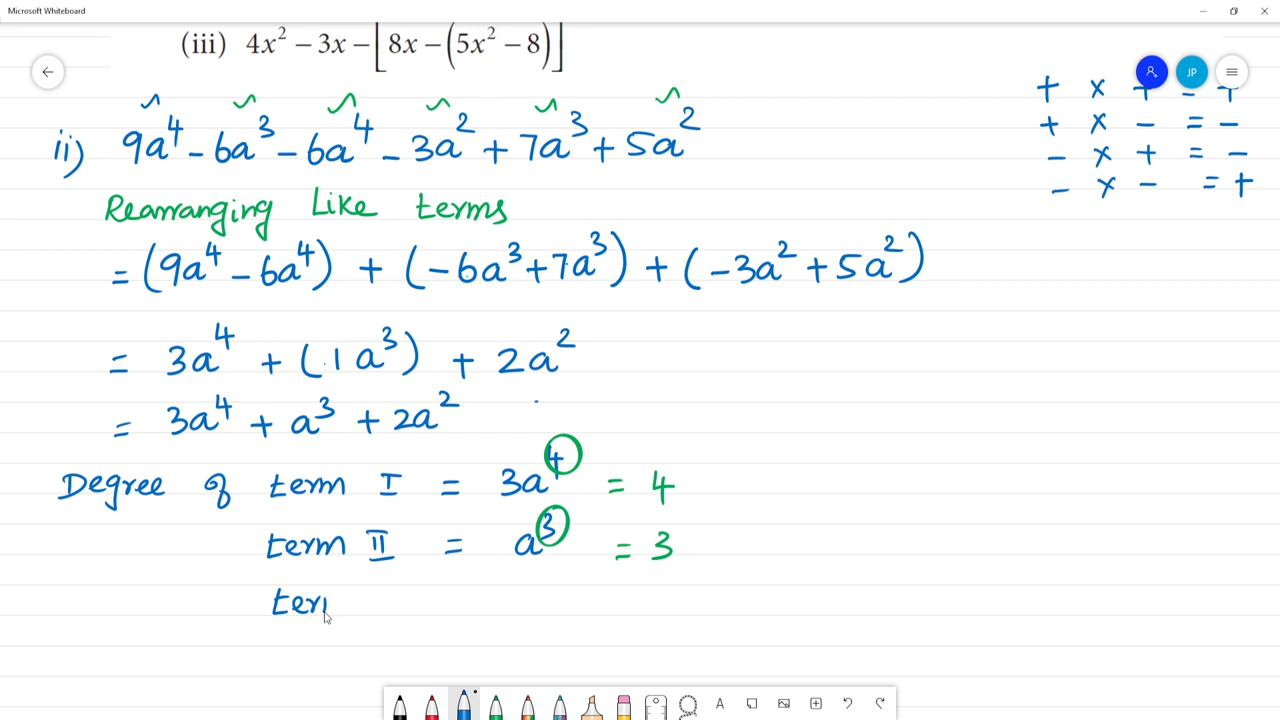 Microsoft Whiteboard
(iii) 4x² – 3x – [8x – (5x² – 8)]
JP
+ x + = +
+ x - = -
- x + = -
- x - = +
ii) 9a⁴ - 6a³ - 6a⁴ - 3a² + 7a³ + 5a²
Rearranging Like terms
= (9a⁴ - 6a⁴) + (-6a³ + 7a³) + (-3a² + 5a²)
= 3a⁴ + (1a³) + 2a²
= 3a⁴ + a³ + 2a²
Degree of term I = 3a⁴ = 4
term II = a³ = 3
ter
A